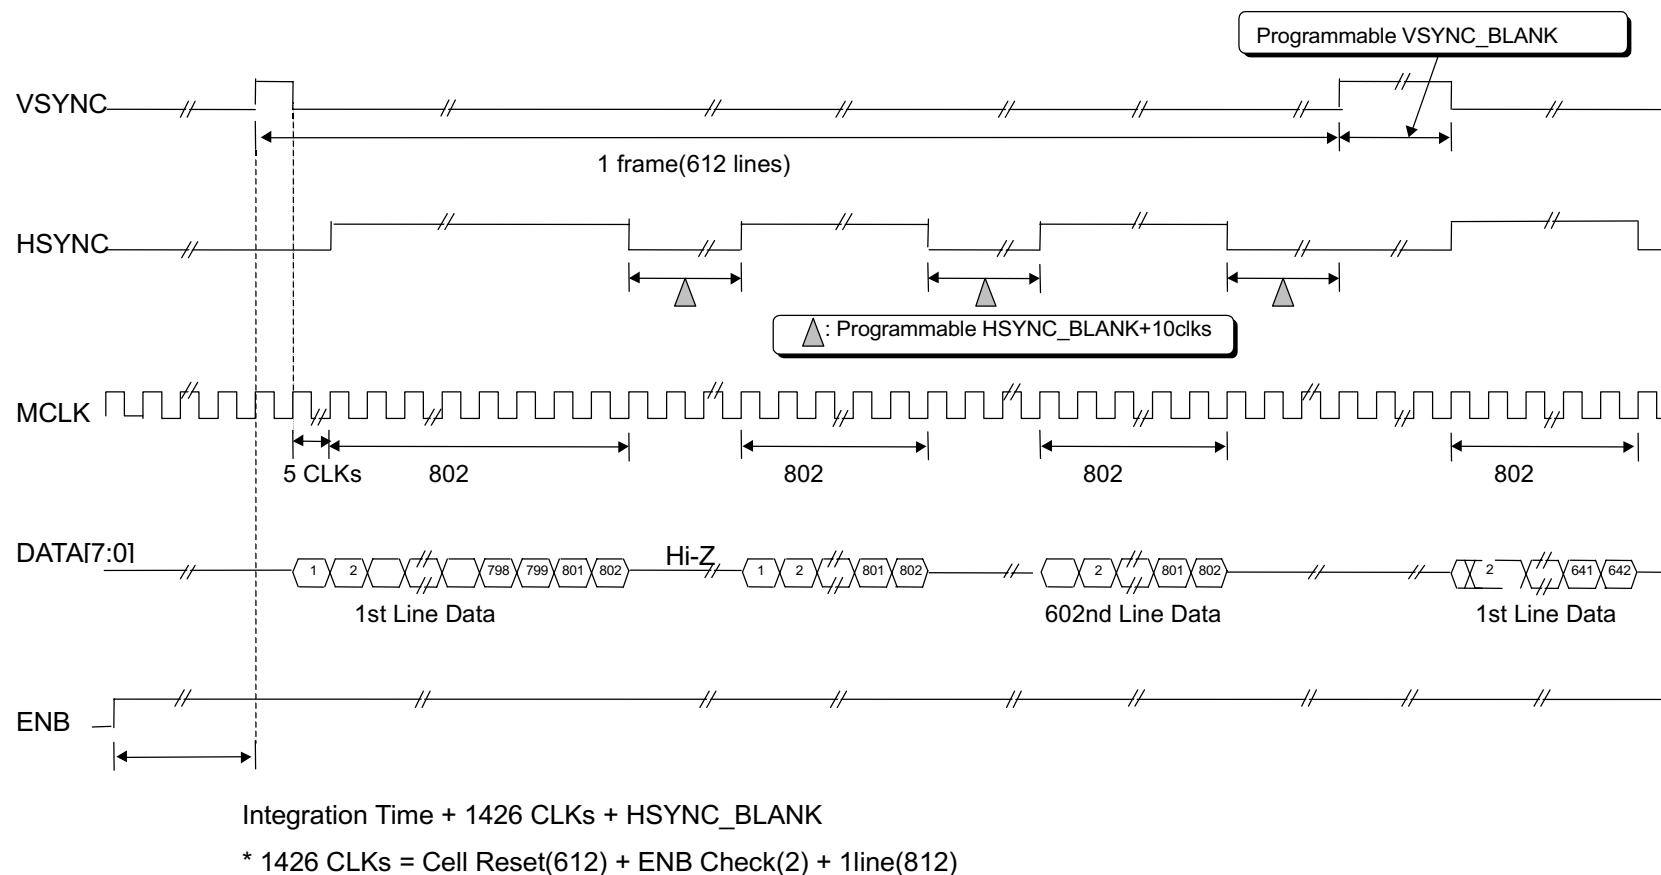 Programmable VSYNC_BLANK
VSYNC
1 frame(612 lines)
HSYNC
: Programmable HSYNC_BLANK+10clks
MCLK
5 CLKs 802 802 802 802
DATA[7:0]
Hi-Z
1 2 798 799 801 802 1 2 801 802 2 801 802 2 641 642
1st Line Data 602nd Line Data 1st Line Data
ENB
Integration Time + 1426 CLKs + HSYNC_BLANK
* 1426 CLKs = Cell Reset(612) + ENB Check(2) + 1line(812)